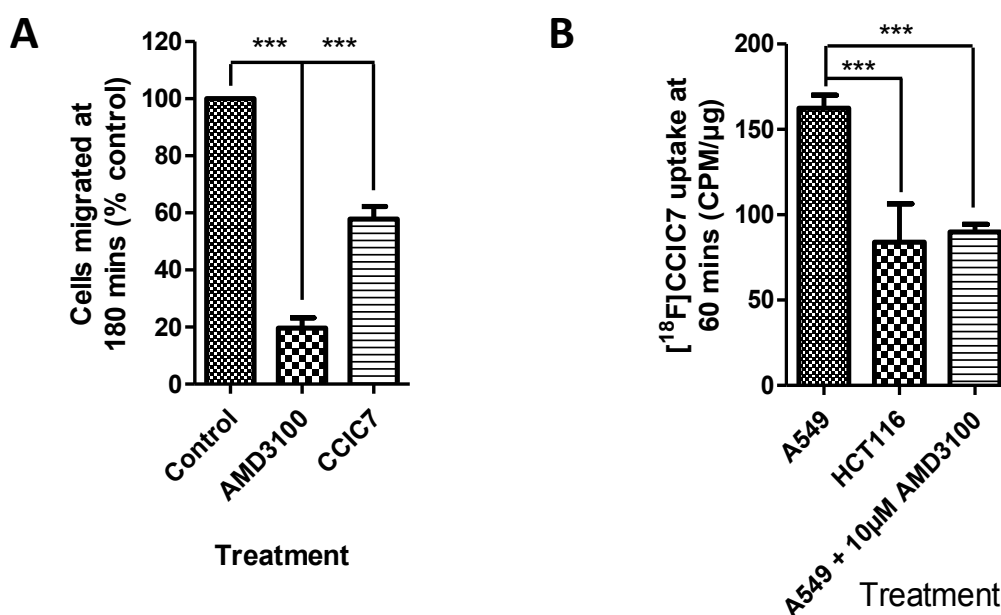 A
Cells migrated at
180 mins (% control)
120
100
80
60
40
20
0
*** ***
Control
AMD3100
CCIC7
Treatment
B
[¹⁸F]CCIC7 uptake at
60 mins (CPM/µg)
200
150
100
50
0
***
***
A549
HCT116
A549 + 10µM AMD3100
Treatment